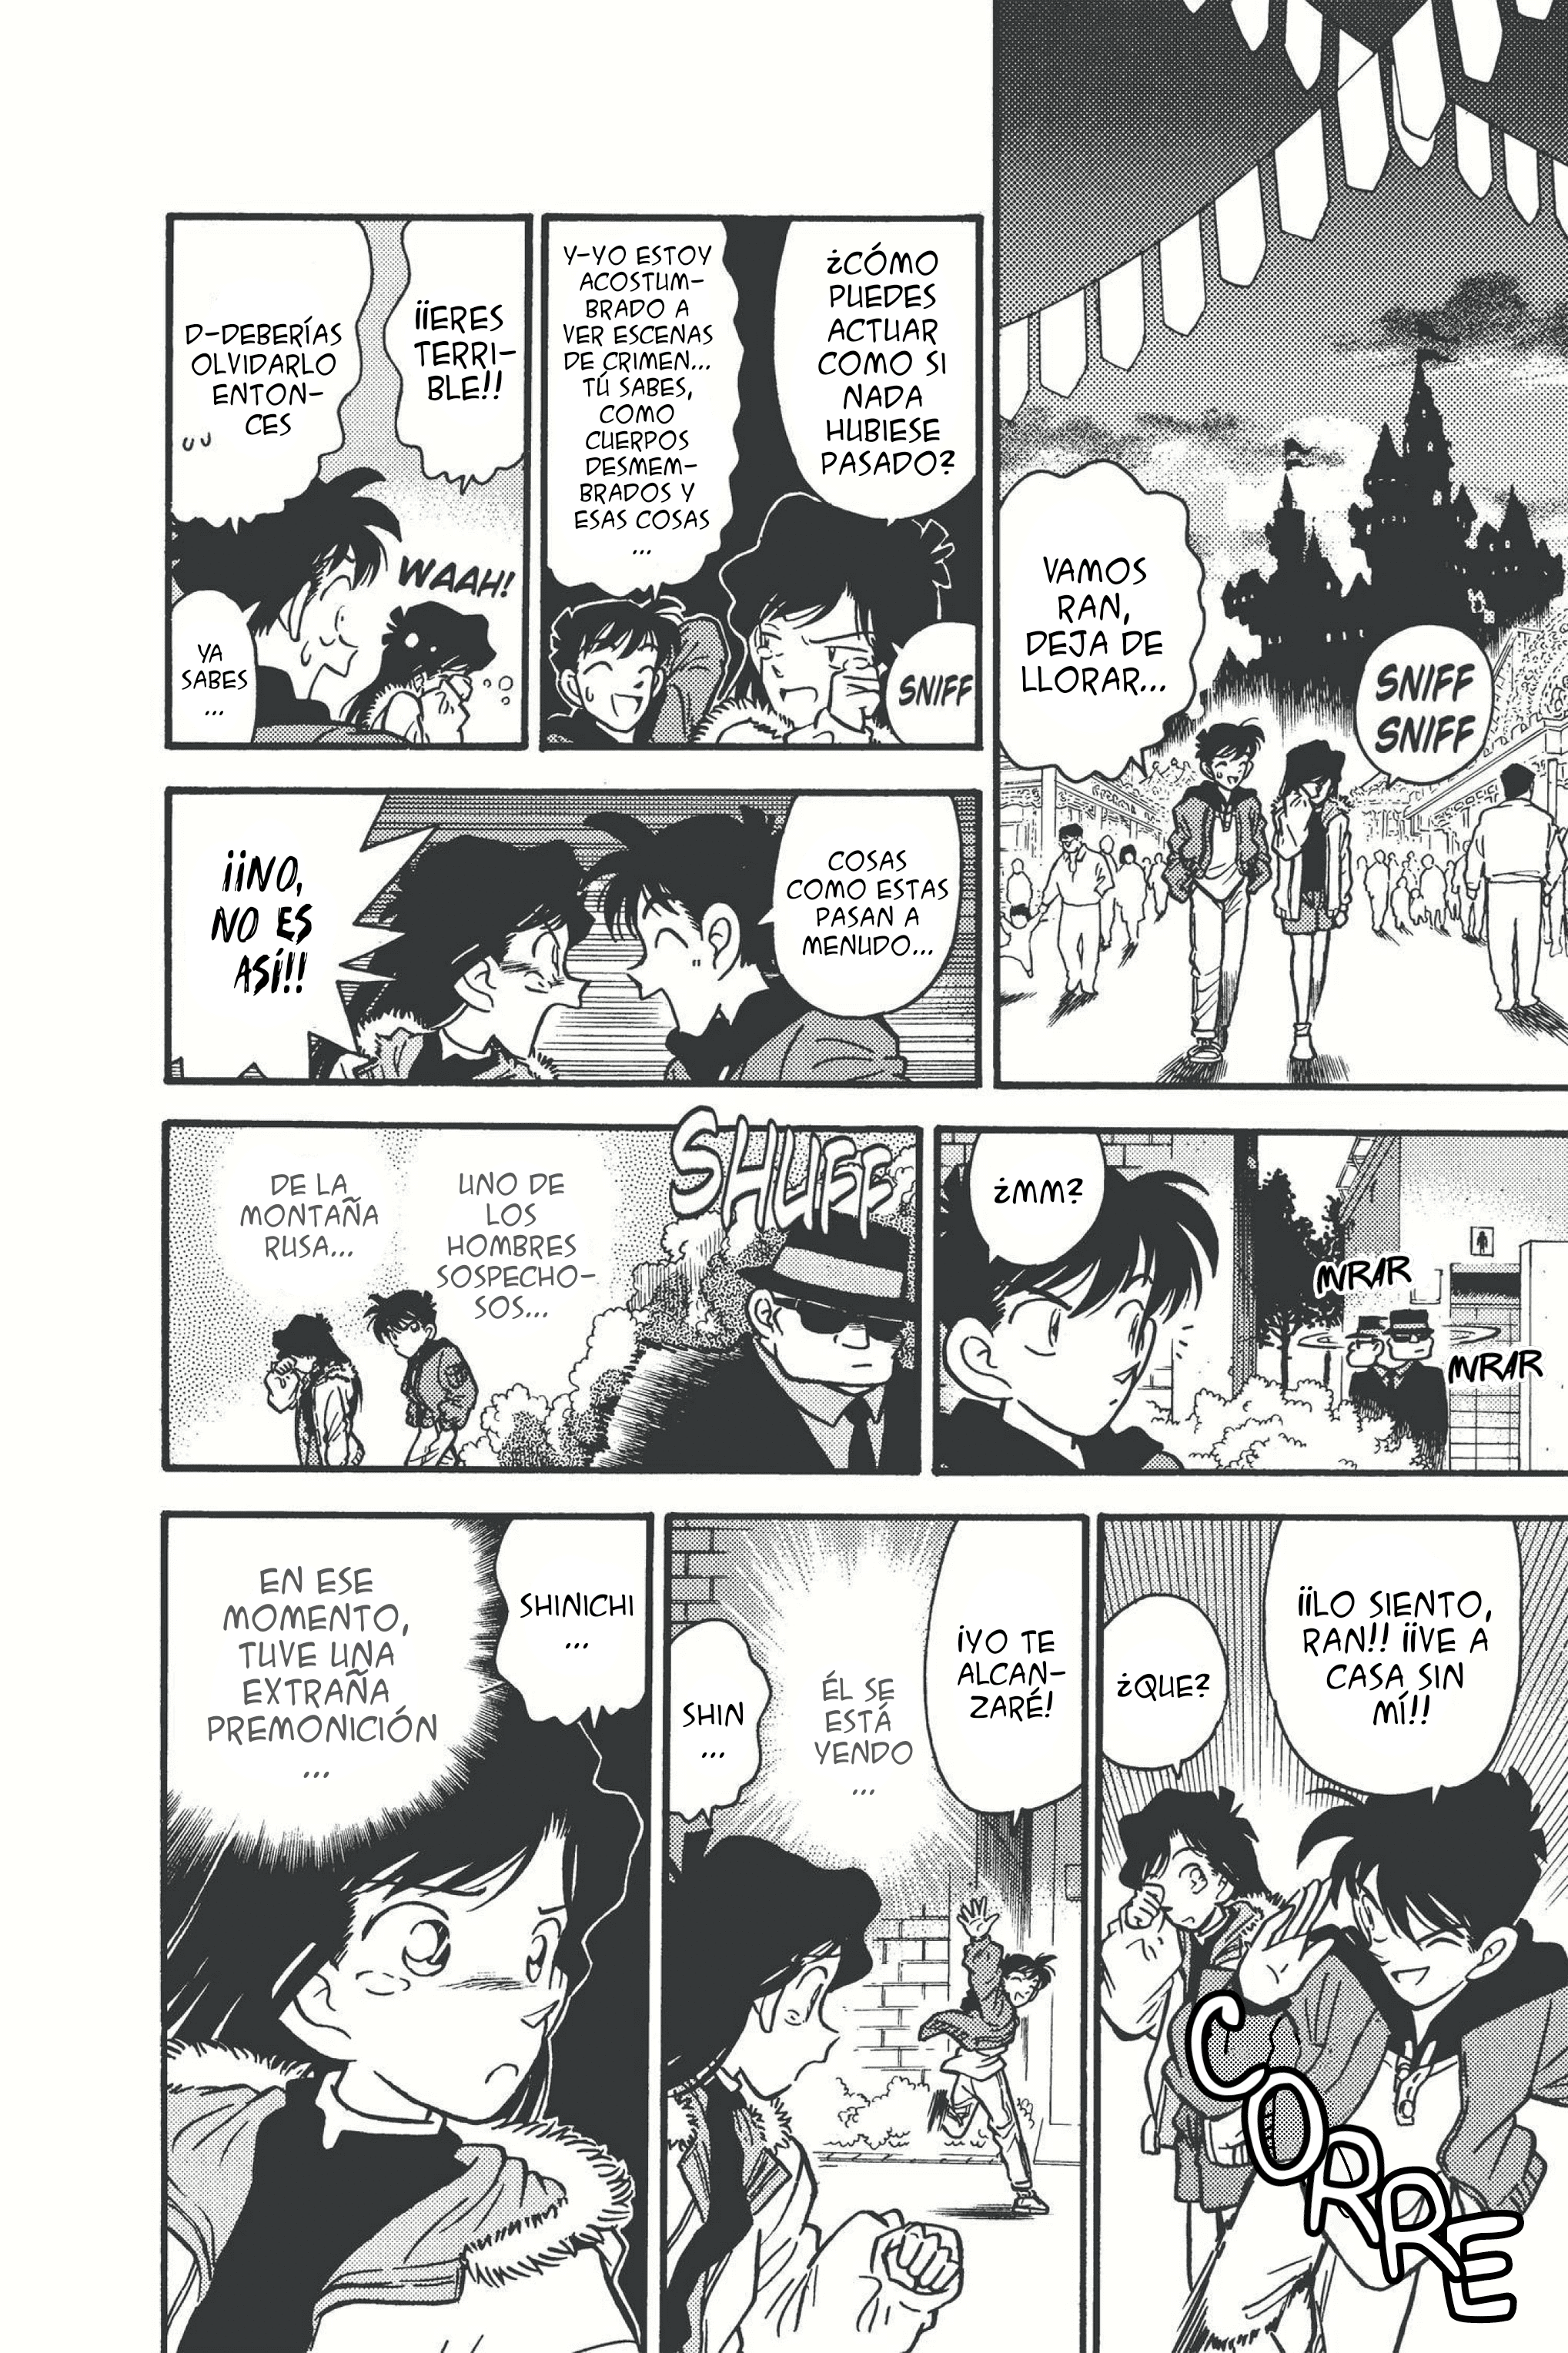 VAMOS
RAN,
DEJA DE
LLORAR...
SNIFF
SNIFF
¿CÓMO
PUEDES
ACTUAR
COMO SI
NADA
HUBIESE
PASADO?
SNIFF
Y-YO ESTOY
ACOSTUM-
BRADO A
VER ESCENAS
DE CRIMEN...
TÚ SABES,
COMO
CUERPOS
DESMEM-
BRADOS Y
ESAS COSAS
...
¡¡ERES
TERRI-
BLE!!
WAAH!
D-DEBERÍAS
OLVIDARLO
ENTON-
CES
YA
SABES
...
COSAS
COMO ESTAS
PASAN A
MENUDO...
¡¡NO,
NO ES
ASÍ!!
MIRAR
MIRAR
¿MM?
SHUFF
UNO DE
LOS
HOMBRES
SOSPECHO-
SOS...
DE LA
MONTAÑA
RUSA...
¡¡LO SIENTO,
RAN!! ¡¡VE A
CASA SIN
MÍ!!
¿QUE?
CORRE
¡YO TE
ALCAN-
ZARÉ!
ÉL SE
ESTÁ
YENDO
...
SHIN
...
SHINICHI
...
EN ESE
MOMENTO,
TUVE UNA
EXTRAÑA
PREMONICIÓN
...